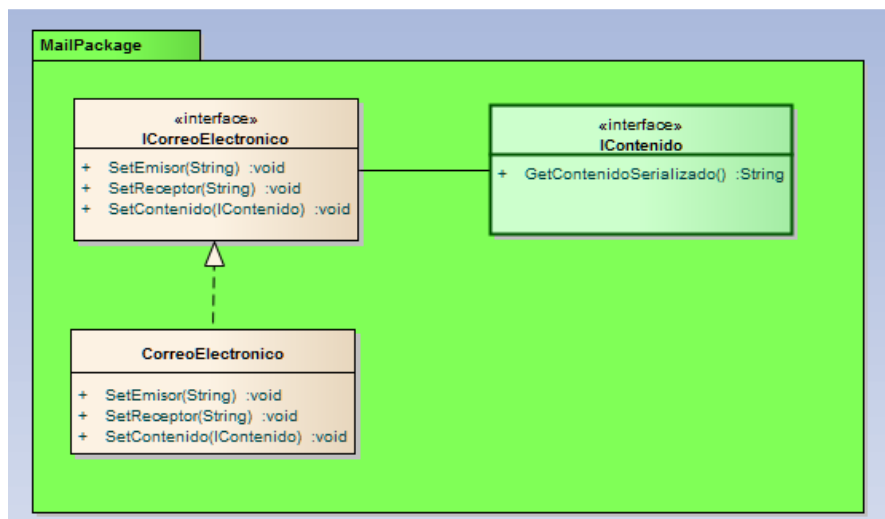 MailPackage
«interface»
ICorreoElectronico
+ SetEmisor(String) :void
+ SetReceptor(String) :void
+ SetContenido(IContenido) :void
«interface»
IContenido
+ GetContenidoSerializado() :String
CorreoElectronico
+ SetEmisor(String) :void
+ SetReceptor(String) :void
+ SetContenido(IContenido) :void